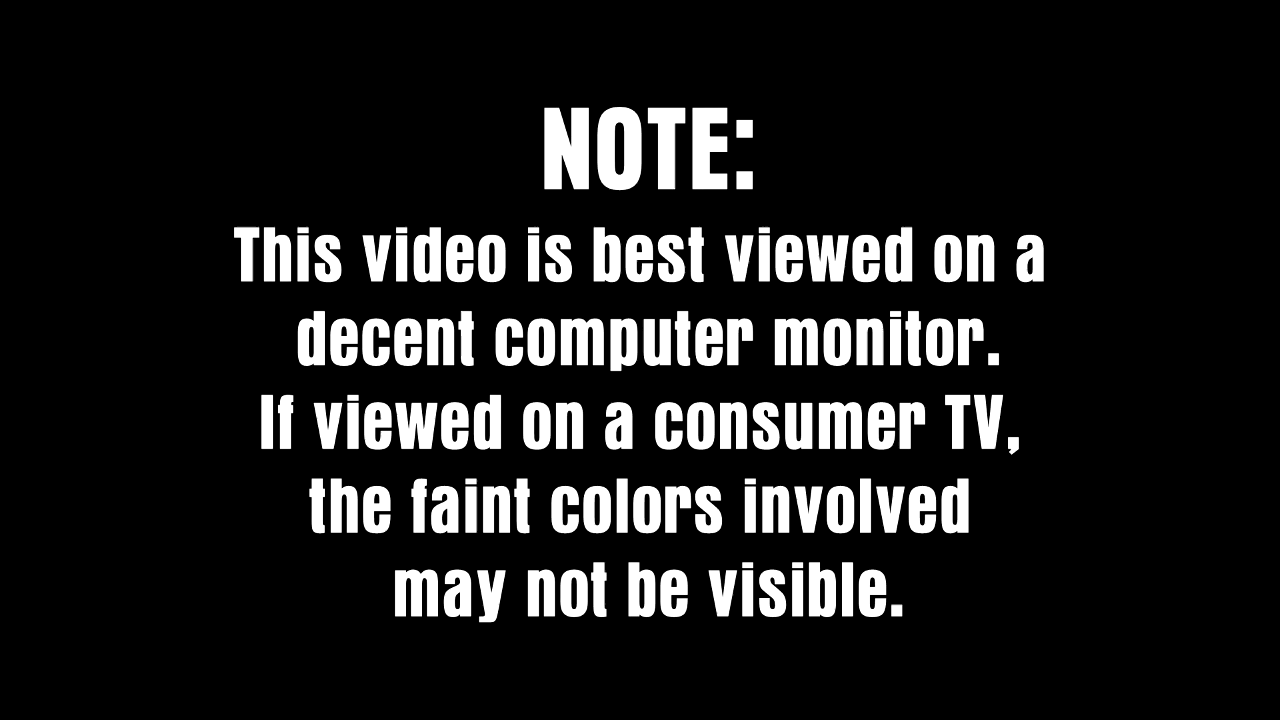 NOTE:
This video is best viewed on a
decent computer monitor.
If viewed on a consumer TV,
the faint colors involved
may not be visible.